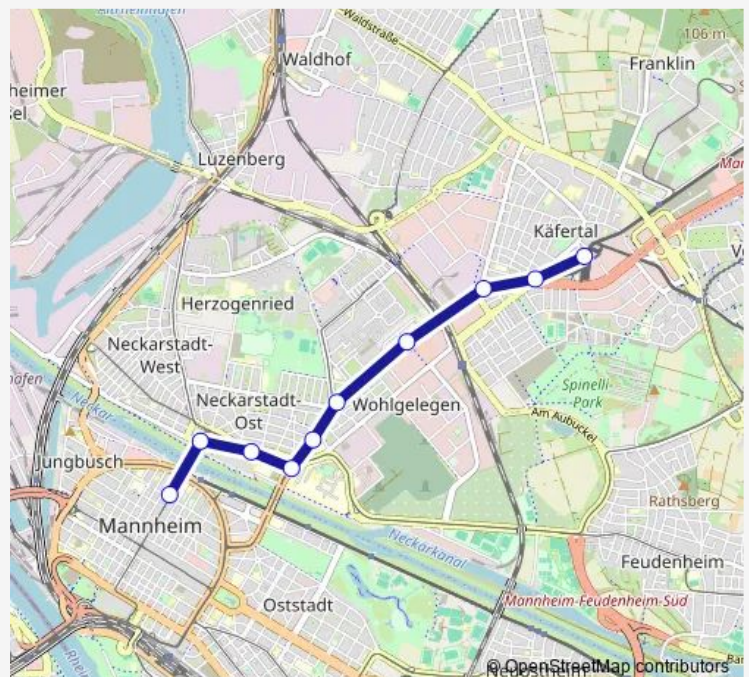 Altrheinhafen
Waldstraße
106 m
Waldhof
Franklin
heimer
sel
Luzenberg
Käfertal
Herzogenried
Neckarstadt-
West
Neckarstadt-
Ost
Spinelli-
Park
Neckar
Wohlgelegen
Am Aubuckel
Jungbusch
Rathsberg
Mannheim
Neckarkanal
Feudenheim
Oststadt
Mannheim-Feudenheim-Süd
© OpenStreetMap contributors